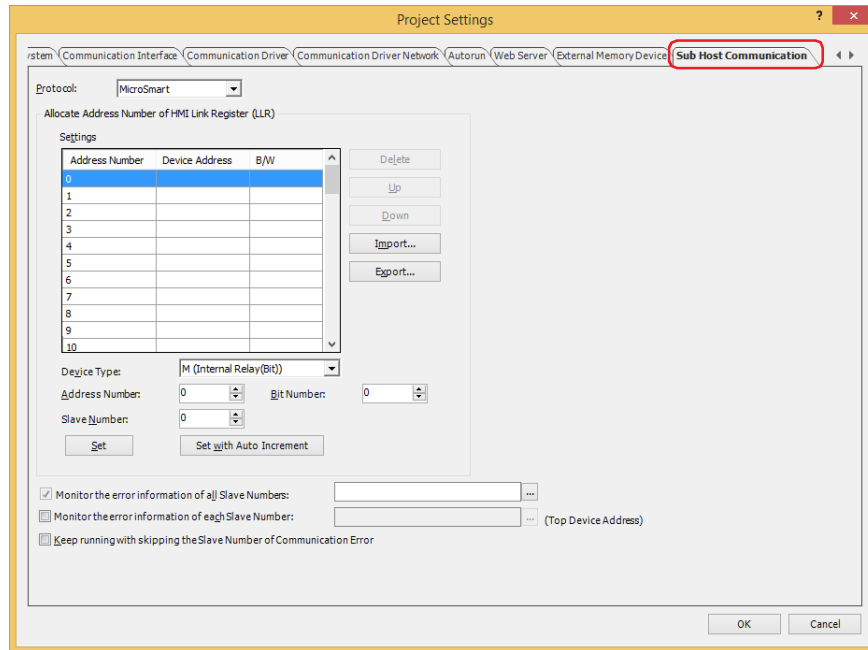 Project Settings ? ×
ystem Communication Interface Communication Driver Communication Driver Network Autorun Web Server External Memory Device Sub Host Communication
Protocol: MicroSmart
Allocate Address Number of HMI Link Register (LLR)
Settings
Address Number Device Address B/W
Delete
0
Up
1
2
Down
3
4
Import...
5
Export...
6
7
8
9
10
Device Type: M (Internal Relay(Bit))
Address Number: 0 Bit Number: 0
Slave Number: 0
Set Set with Auto Increment
Monitor the error information of all Slave Numbers: ...
Monitor the error information of each Slave Number: ... (Top Device Address)
Keep running with skipping the Slave Number of Communication Error
OK Cancel